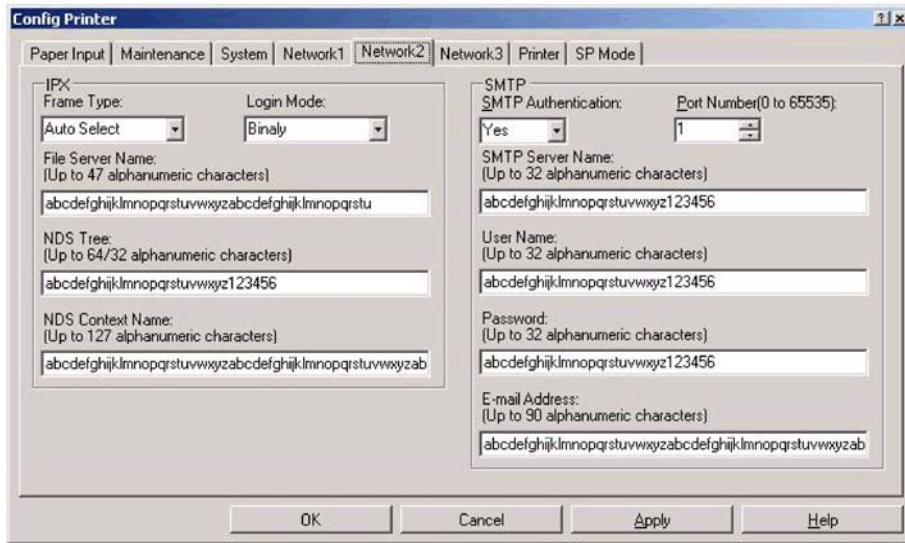 Config Printer
Paper Input Maintenance System Network1 Network2 Network3 Printer SP Mode
IPX
Frame Type: Login Mode:
Auto Select Binaly
File Server Name:
(Up to 47 alphanumeric characters)
abcdefghijklmnopqrstuvwxyzabcdefghijklmnopqrstu
NDS Tree:
(Up to 64/32 alphanumeric characters)
abcdefghijklmnopqrstuvwxyz123456
NDS Context Name:
(Up to 127 alphanumeric characters)
abcdefghijklmnopqrstuvwxyzabcdefghijklmnopqrstuvwxyzab
SMTP
SMTP Authentication: Port Number(0 to 65535):
Yes 1
SMTP Server Name:
(Up to 32 alphanumeric characters)
abcdefghijklmnopqrstuvwxyz123456
User Name:
(Up to 32 alphanumeric characters)
abcdefghijklmnopqrstuvwxyz123456
Password:
(Up to 32 alphanumeric characters)
abcdefghijklmnopqrstuvwxyz123456
E-mail Address:
(Up to 90 alphanumeric characters)
abcdefghijklmnopqrstuvwxyzabcdefghijklmnopqrstuvwxyzab
OK Cancel Apply Help